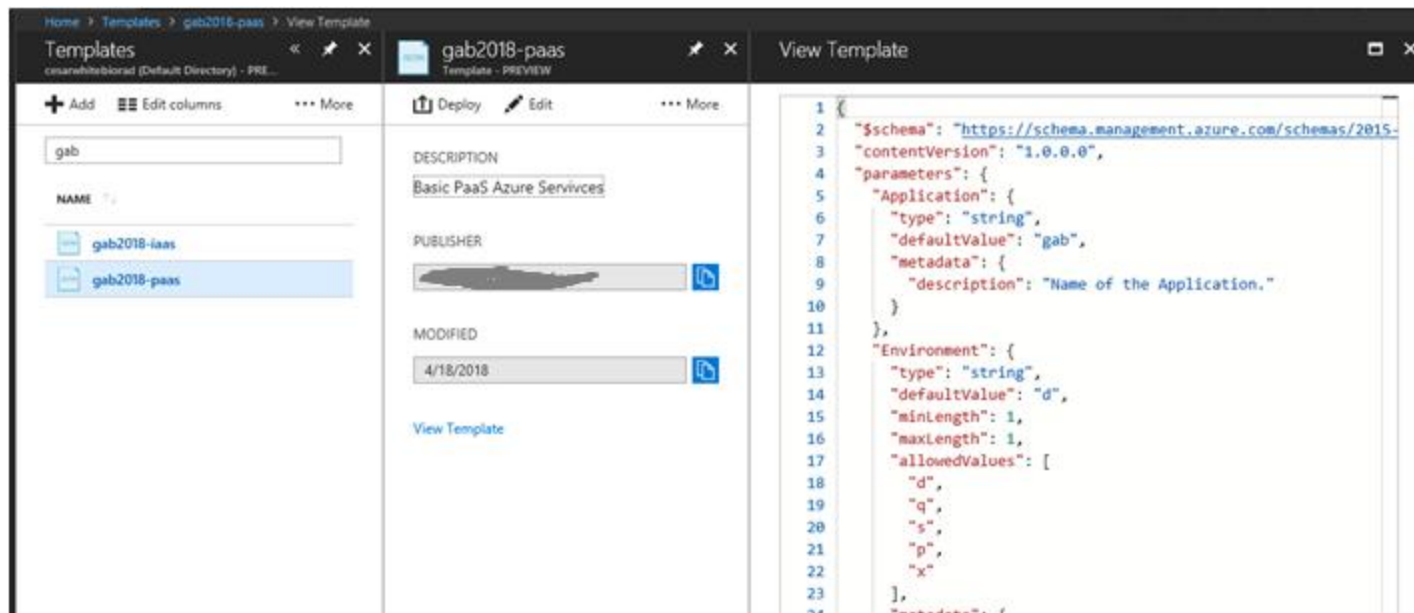 Home > Templates > gab2018-paas > View Template
Templates
cesarwhitebiorad (Default Directory) - PRE...
Add Edit columns ... More
gab
NAME
gab2018-iaas
gab2018-paas
gab2018-paas
Template - PREVIEW
Deploy Edit ... More
DESCRIPTION
Basic PaaS Azure Servivces
PUBLISHER
MODIFIED
4/18/2018
View Template
View Template
1 {
2 "$schema": "https://schema.management.azure.com/schemas/2015-
3 "contentVersion": "1.0.0.0",
4 "parameters": {
5 "Application": {
6 "type": "string",
7 "defaultValue": "gab",
8 "metadata": {
9 "description": "Name of the Application."
10 }
11 },
12 "Environment": {
13 "type": "string",
14 "defaultValue": "d",
15 "minLength": 1,
16 "maxLength": 1,
17 "allowedValues": [
18 "d",
19 "q",
20 "s",
21 "p",
22 "x"
23 ],
24 "metadata": {